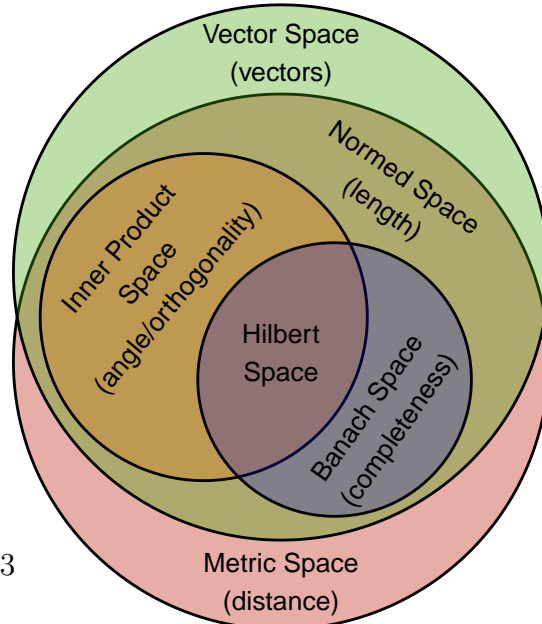 Vector Space
(vectors)
Normed Space
(length)
Inner Product
Space
(angle/orthogonality)
Hilbert
Space
Banach Space
(completeness)
3
Metric Space
(distance)